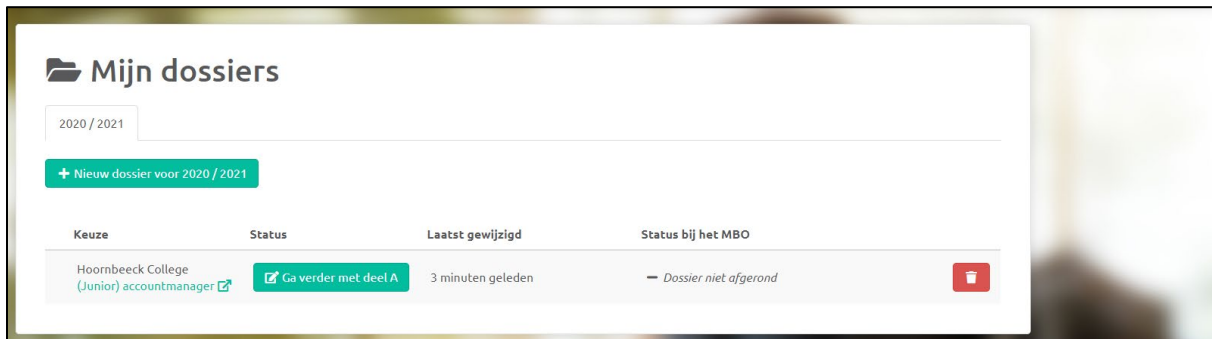 Mijn dossiers
2020 / 2021
Nieuw dossier voor 2020 / 2021
Keuze Status Laatst gewijzigd Status bij het MBO
Hoornbeeck College
(Junior) accountmanager
Ga verder met deel A
3 minuten geleden
Dossier niet afgerond